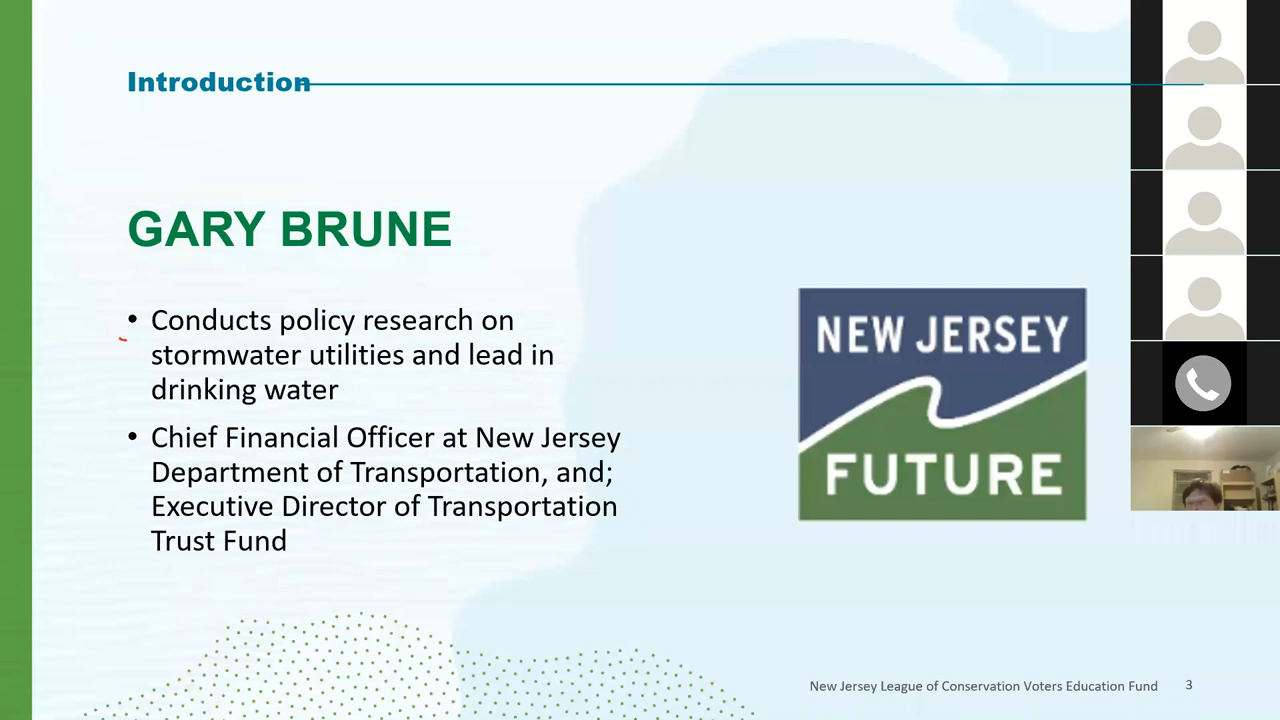 Introduction
GARY BRUNE
• Conducts policy research on
stormwater utilities and lead in
drinking water
• Chief Financial Officer at New Jersey
Department of Transportation, and;
Executive Director of Transportation
Trust Fund
NEW JERSEY
FUTURE
New Jersey League of Conservation Voters Education Fund 3